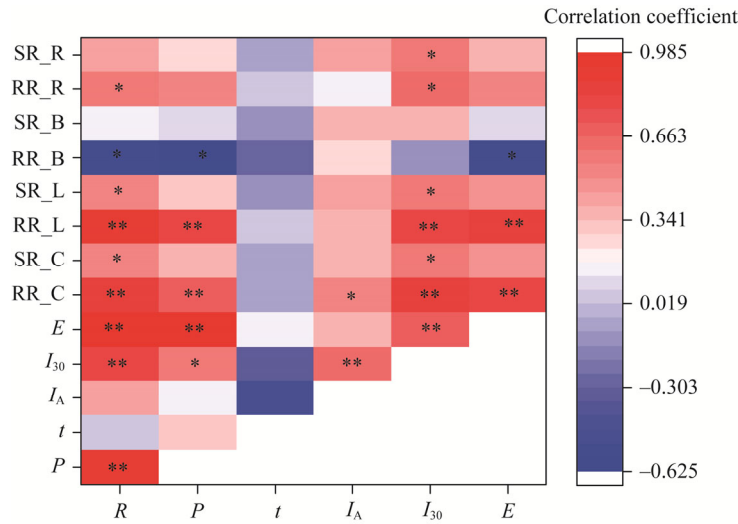 Correlation coefficient
SR_R *
RR_R * *
SR_B
RR_B * * *
SR_L * *
RR_L ** ** ** **
SR_C * *
RR_C ** ** * ** **
E ** ** **
I30 ** * **
IA
t
P **
R P t IA I30 E
0.985
0.663
0.341
0.019
–0.303
–0.625